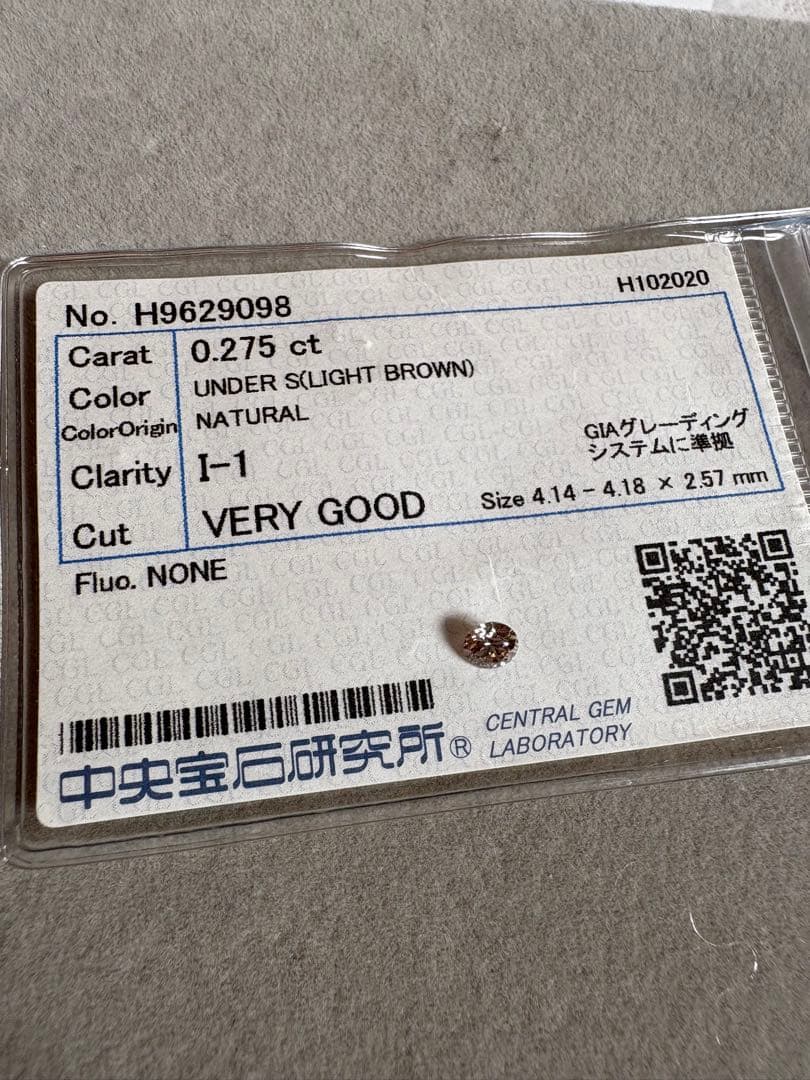 No. H9629098
H102020
Carat 0.275 ct
Color UNDER S(LIGHT BROWN)
ColorOrigin NATURAL
Clarity I-1
GIAグレーディング
システムに準拠
Cut VERY GOOD
Size 4.14 - 4.18 × 2.57 mm
Fluo. NONE
中央宝石研究所®
CENTRAL GEM
LABORATORY